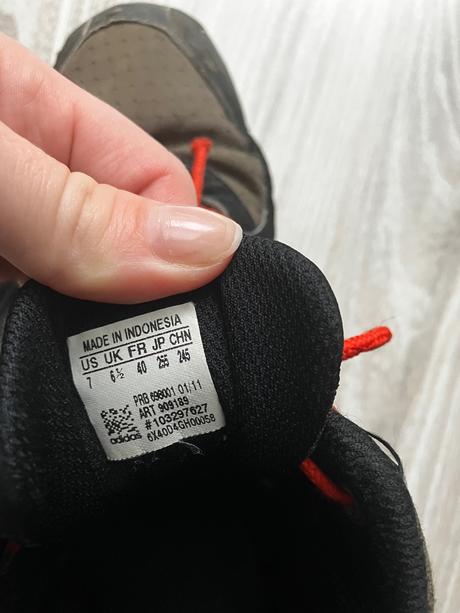 MADE IN INDONESIA
US UK FR JP CHN
7 6½ 40 255 245
PRB 698001 01/11
ART 909189
#103297627
adidas 6X40D4GH00058